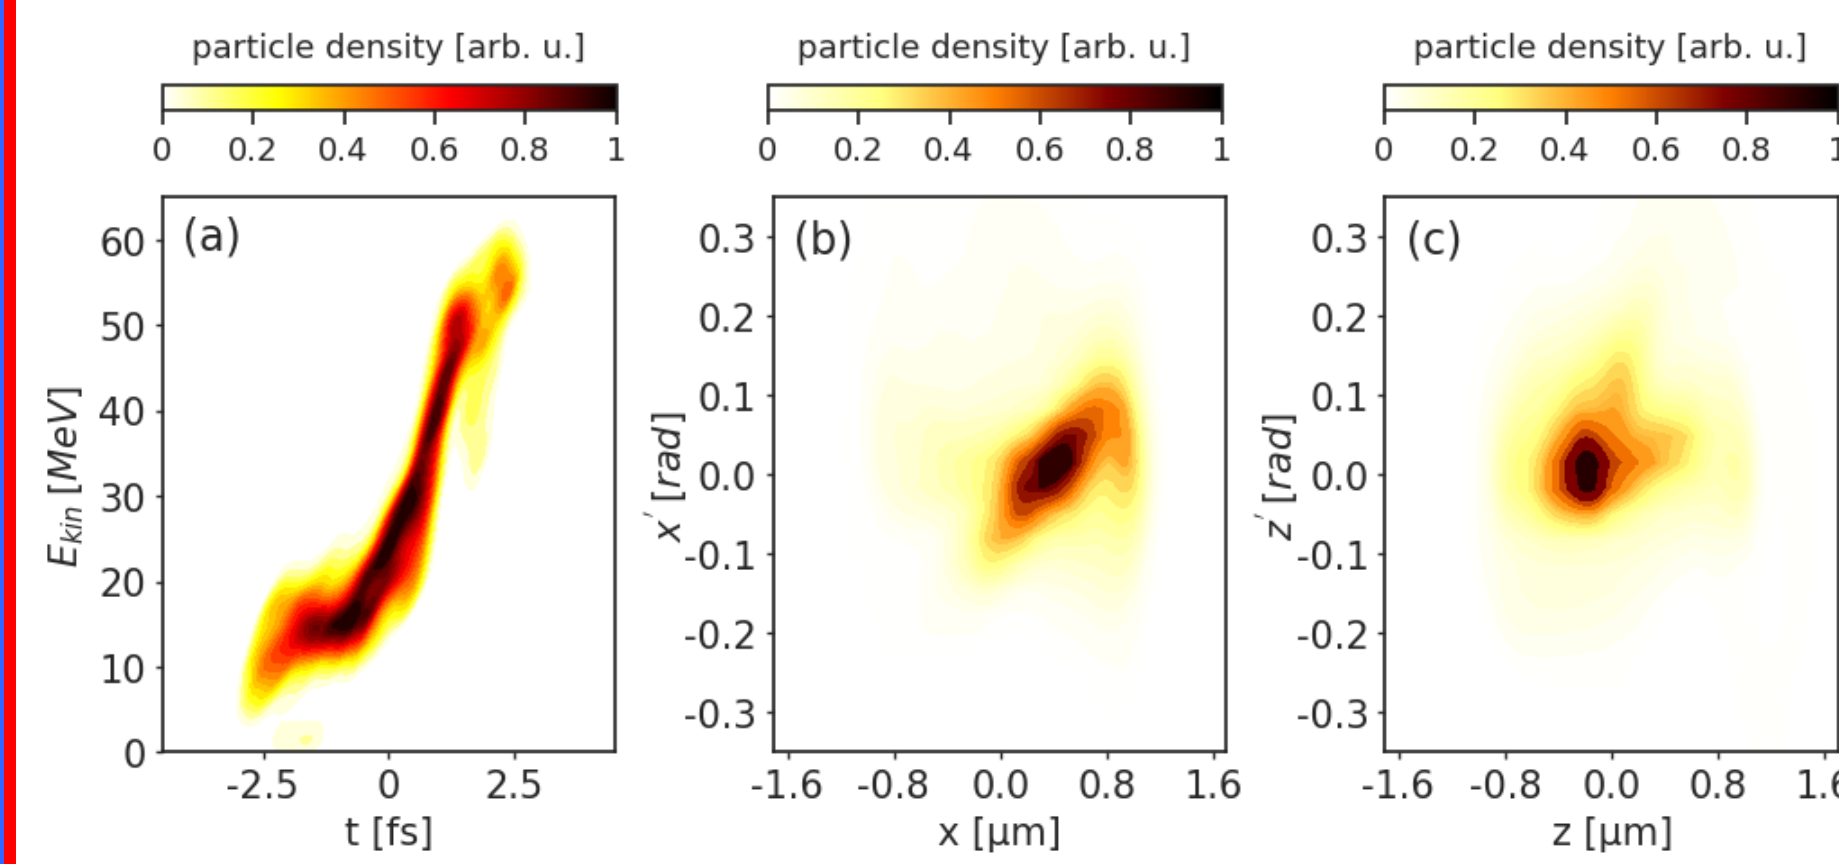 particle density [arb. u.]
0 0.2 0.4 0.6 0.8 1
(a)
60
50
40
30
20
10
0
E_kin [MeV]
-2.5 0 2.5
t [fs]
particle density [arb. u.]
0 0.2 0.4 0.6 0.8 1
(b)
0.3
0.2
0.1
0.0
-0.1
-0.2
-0.3
x′ [rad]
-1.6 -0.8 0.0 0.8 1.6
x [µm]
particle density [arb. u.]
0 0.2 0.4 0.6 0.8 1
(c)
0.3
0.2
0.1
0.0
-0.1
-0.2
-0.3
z′ [rad]
-1.6 -0.8 0.0 0.8 1.6
z [µm]